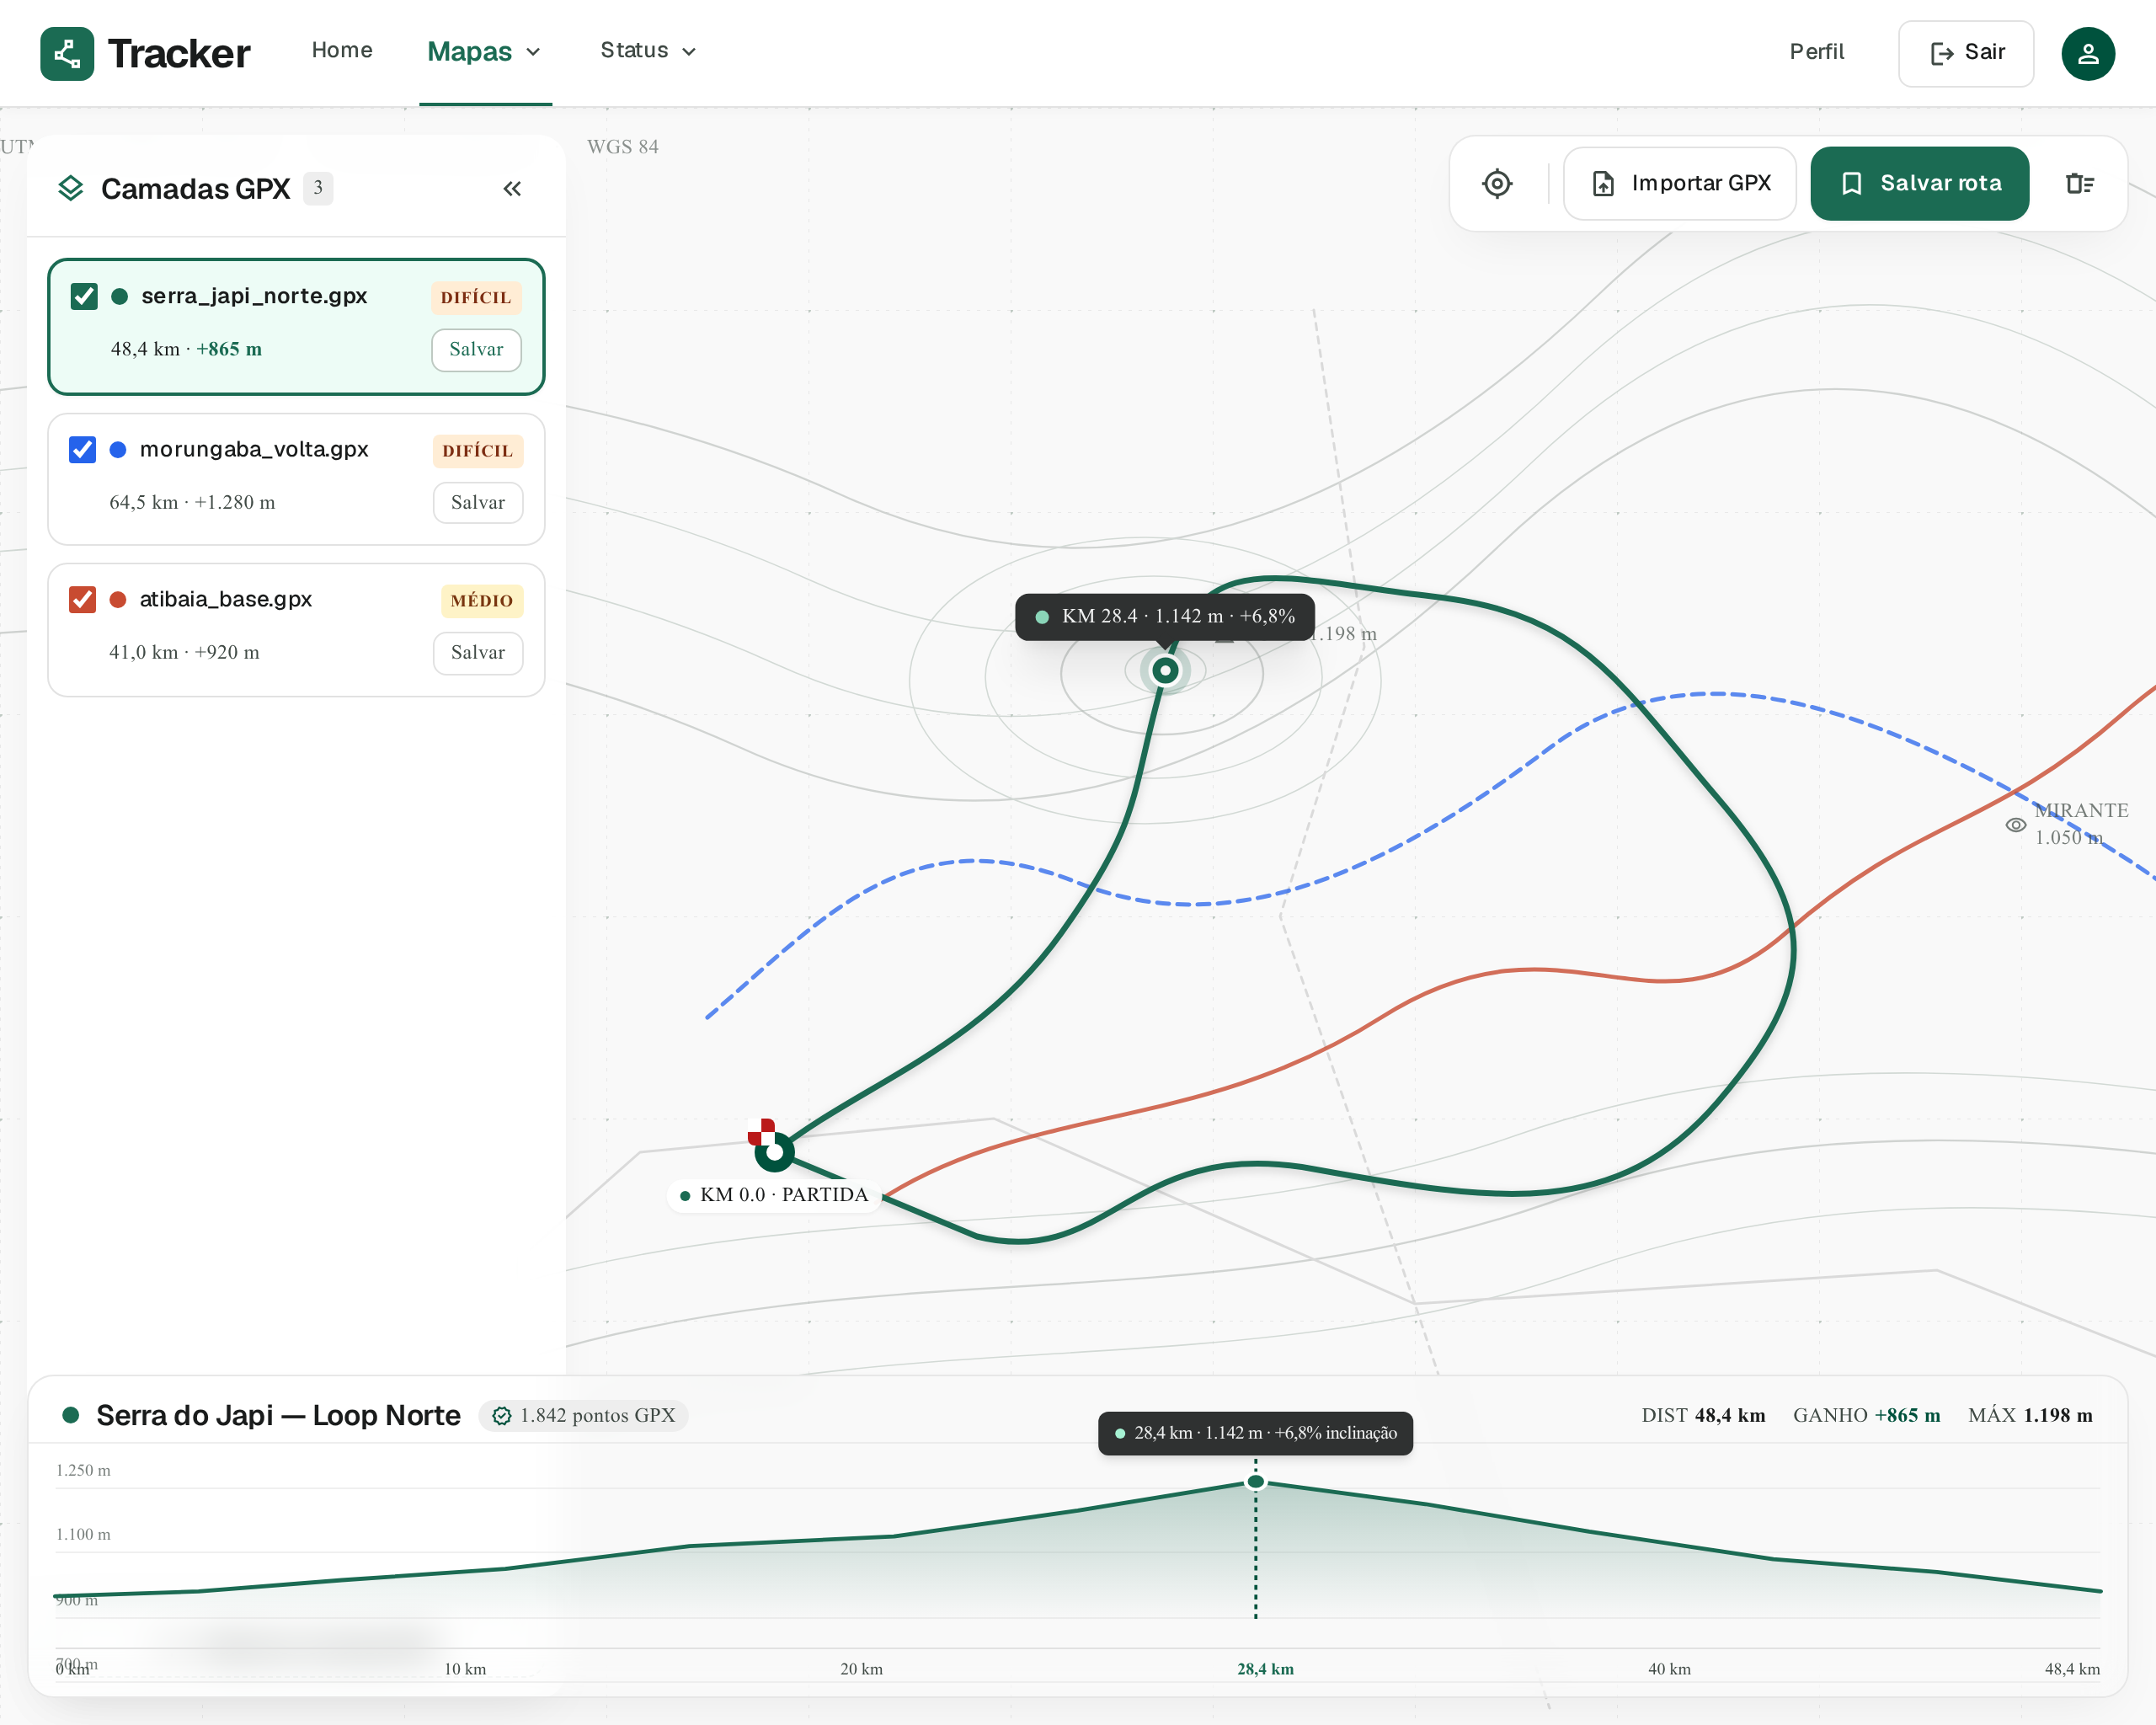 Tracker
Home
Mapas
Status
Perfil
Sair
WGS 84
Camadas GPX 3
Importar GPX
Salvar rota
serra_japi_norte.gpx
DIFÍCIL
48,4 km · +865 m
Salvar
morungaba_volta.gpx
DIFÍCIL
64,5 km · +1.280 m
Salvar
atibaia_base.gpx
MÉDIO
41,0 km · +920 m
Salvar
KM 28.4 · 1.142 m · +6,8%
1.198 m
MIRANTE
1.050 m
KM 0.0 · PARTIDA
Serra do Japi — Loop Norte
1.842 pontos GPX
DIST 48,4 km
GANHO +865 m
MÁX 1.198 m
28,4 km · 1.142 m · +6,8% inclinação
1.250 m
1.100 m
900 m
700 m
0 km
10 km
20 km
28,4 km
40 km
48,4 km